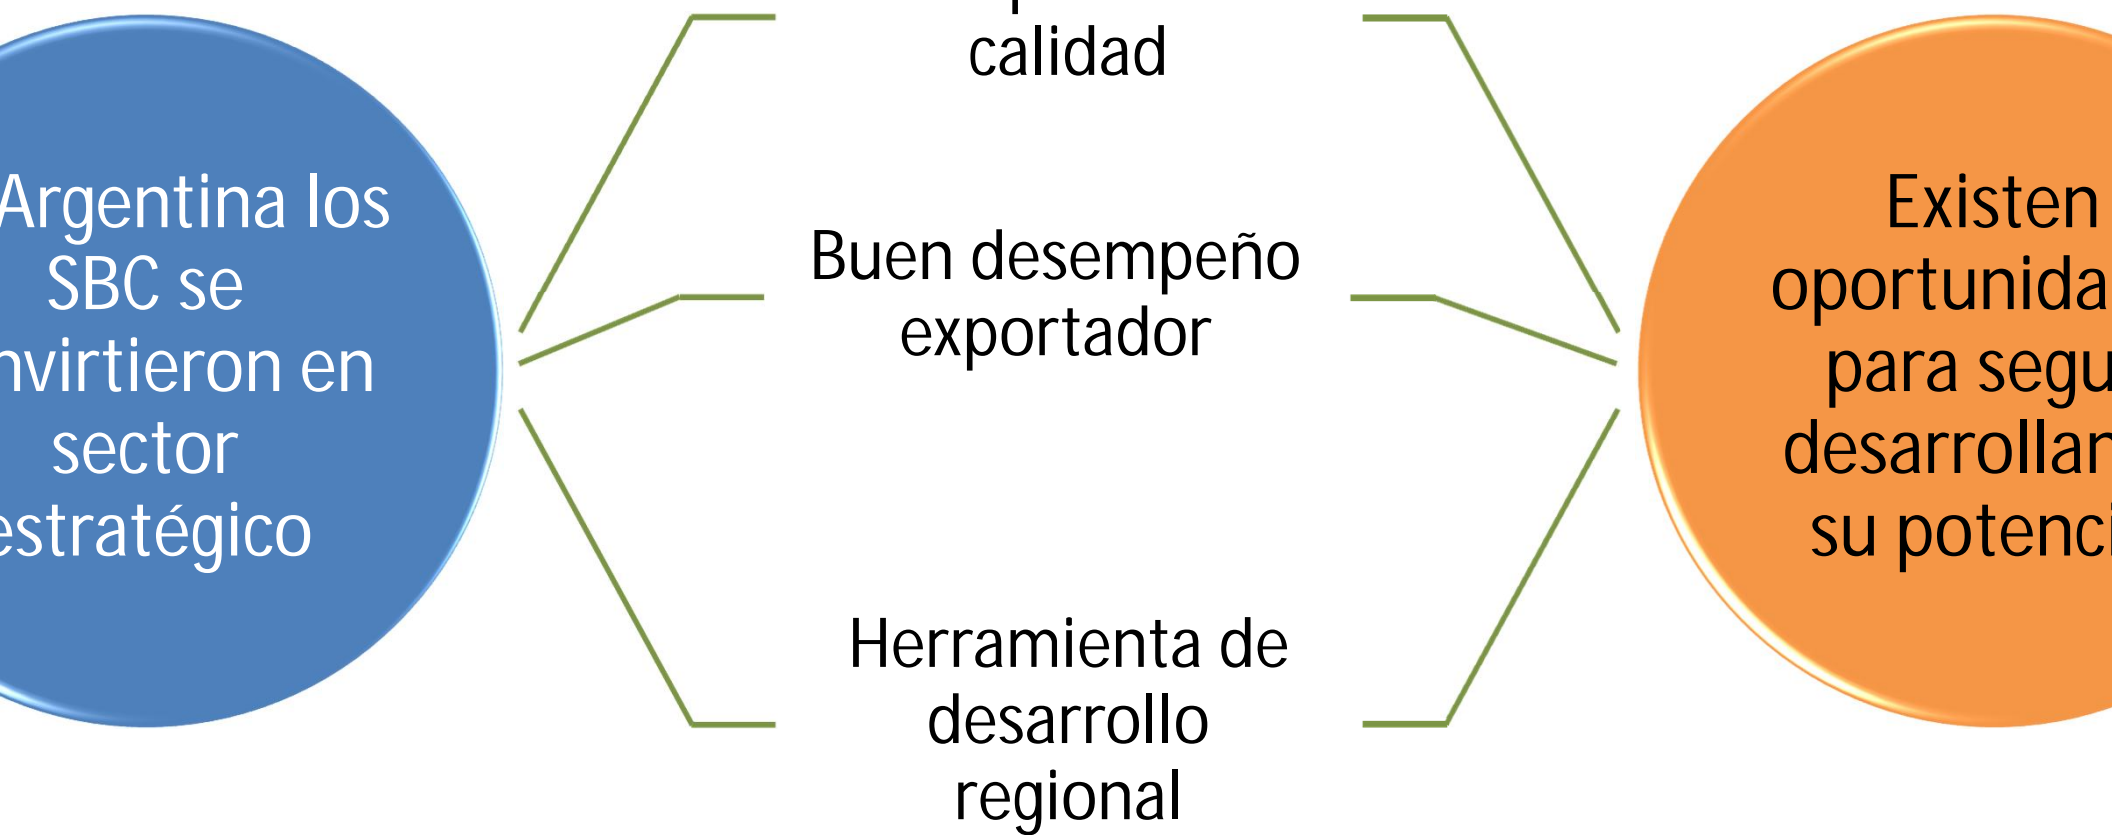 calidad
Argentina los
SBC se
nvirtieron en
sector
estratégico
Buen desempeño
exportador
Herramienta de
desarrollo
regional
Existen
oportunida
para segu
desarrollan
su potenci